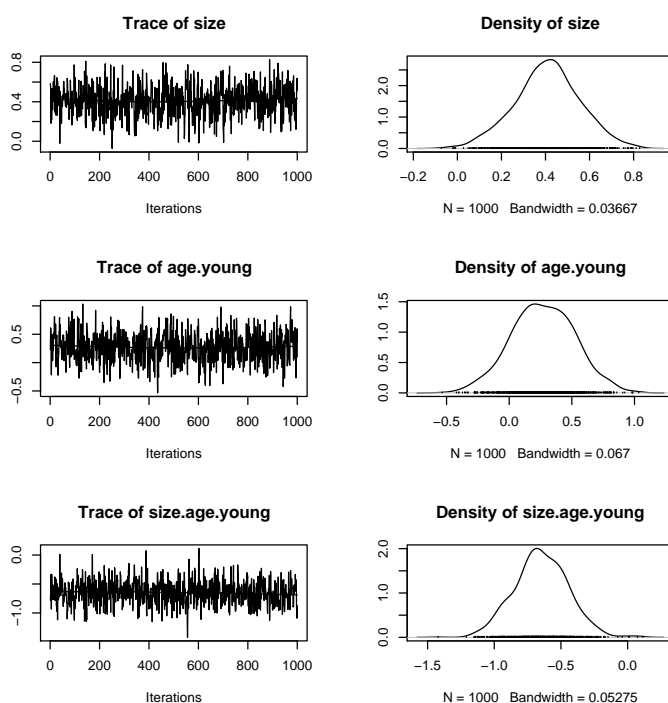 Trace of size
0.0 0.4 0.8
0 200 400 600 800 1000
Iterations
Density of size
0.0 1.0 2.0
−0.2 0.0 0.2 0.4 0.6 0.8
N = 1000 Bandwidth = 0.03667
Trace of age.young
−0.5 0.5
0 200 400 600 800 1000
Iterations
Density of age.young
0.0 0.5 1.0 1.5
−0.5 0.0 0.5 1.0
N = 1000 Bandwidth = 0.067
Trace of size.age.young
−1.0 0.0
0 200 400 600 800 1000
Iterations
Density of size.age.young
0.0 1.0 2.0
−1.5 −1.0 −0.5 0.0
N = 1000 Bandwidth = 0.05275